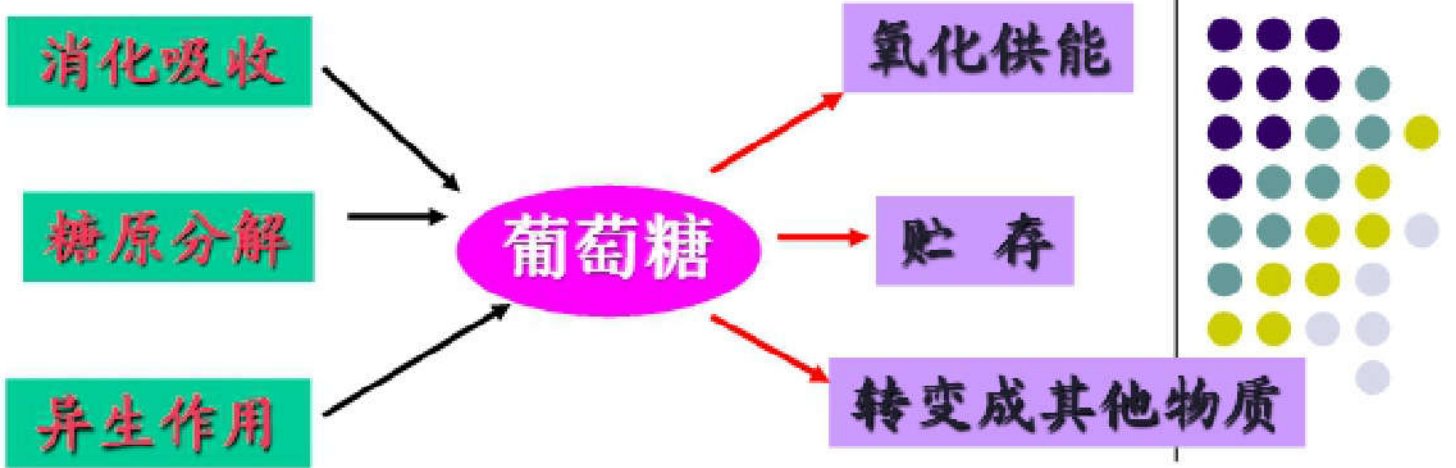 消化吸收
糖原分解
异生作用
葡萄糖
氧化供能
贮 存
转变成其他物质